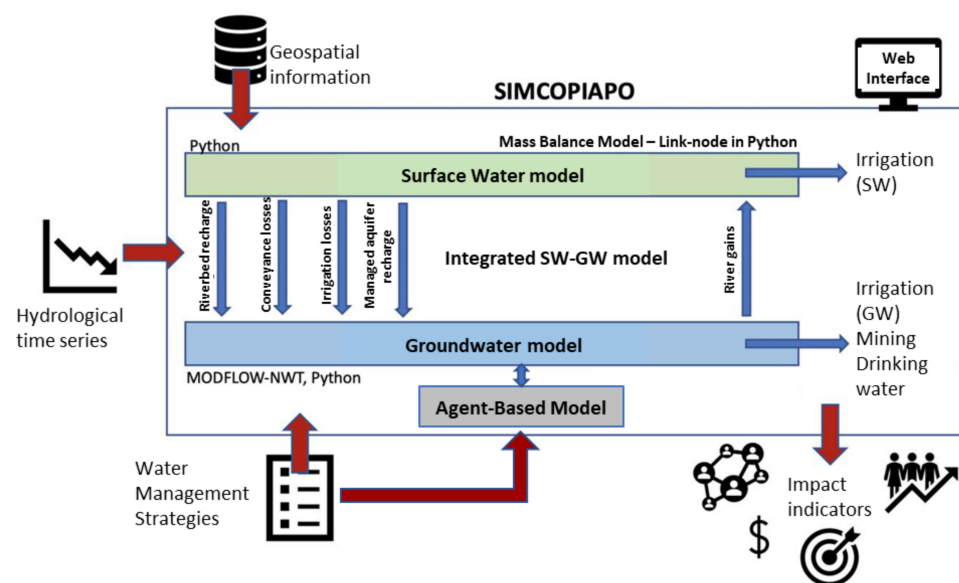 Geospatial
information
Web
Interface
SIMCOPIAPO
Python
Mass Balance Model – Link-node in Python
Surface Water model
Irrigation
(SW)
Riverbed recharge
Conveyance losses
Irrigation losses
Managed aquifer
recharge
Integrated SW-GW model
River gains
Hydrological
time series
Irrigation
(GW)
Mining
Drinking
water
Groundwater model
MODFLOW-NWT, Python
Agent-Based Model
Water
Management
Strategies
Impact
indicators
$